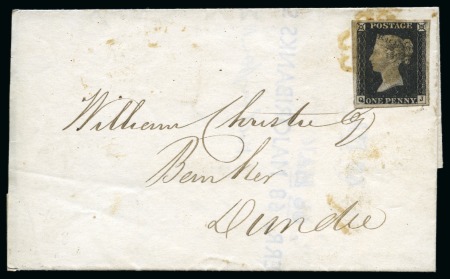 POSTAGE
ONE PENNY
William Christie Esq
Banker
Dundee